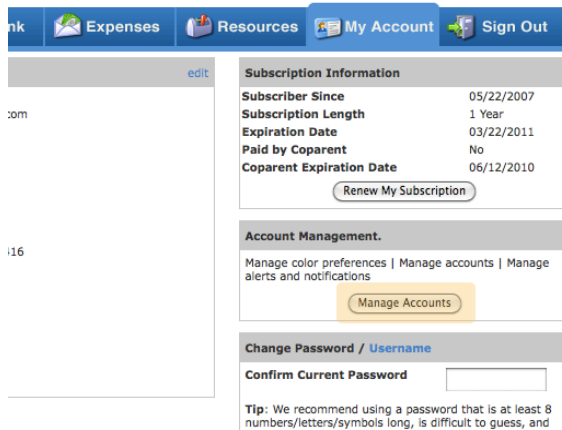 nk Expenses Resources My Account Sign Out
edit
com
416
Subscription Information
Subscriber Since 05/22/2007
Subscription Length 1 Year
Expiration Date 03/22/2011
Paid by Coparent No
Coparent Expiration Date 06/12/2010
Renew My Subscription
Account Management.
Manage color preferences | Manage accounts | Manage
alerts and notifications
Manage Accounts
Change Password / Username
Confirm Current Password
Tip: We recommend using a password that is at least 8
numbers/letters/symbols long, is difficult to guess, and